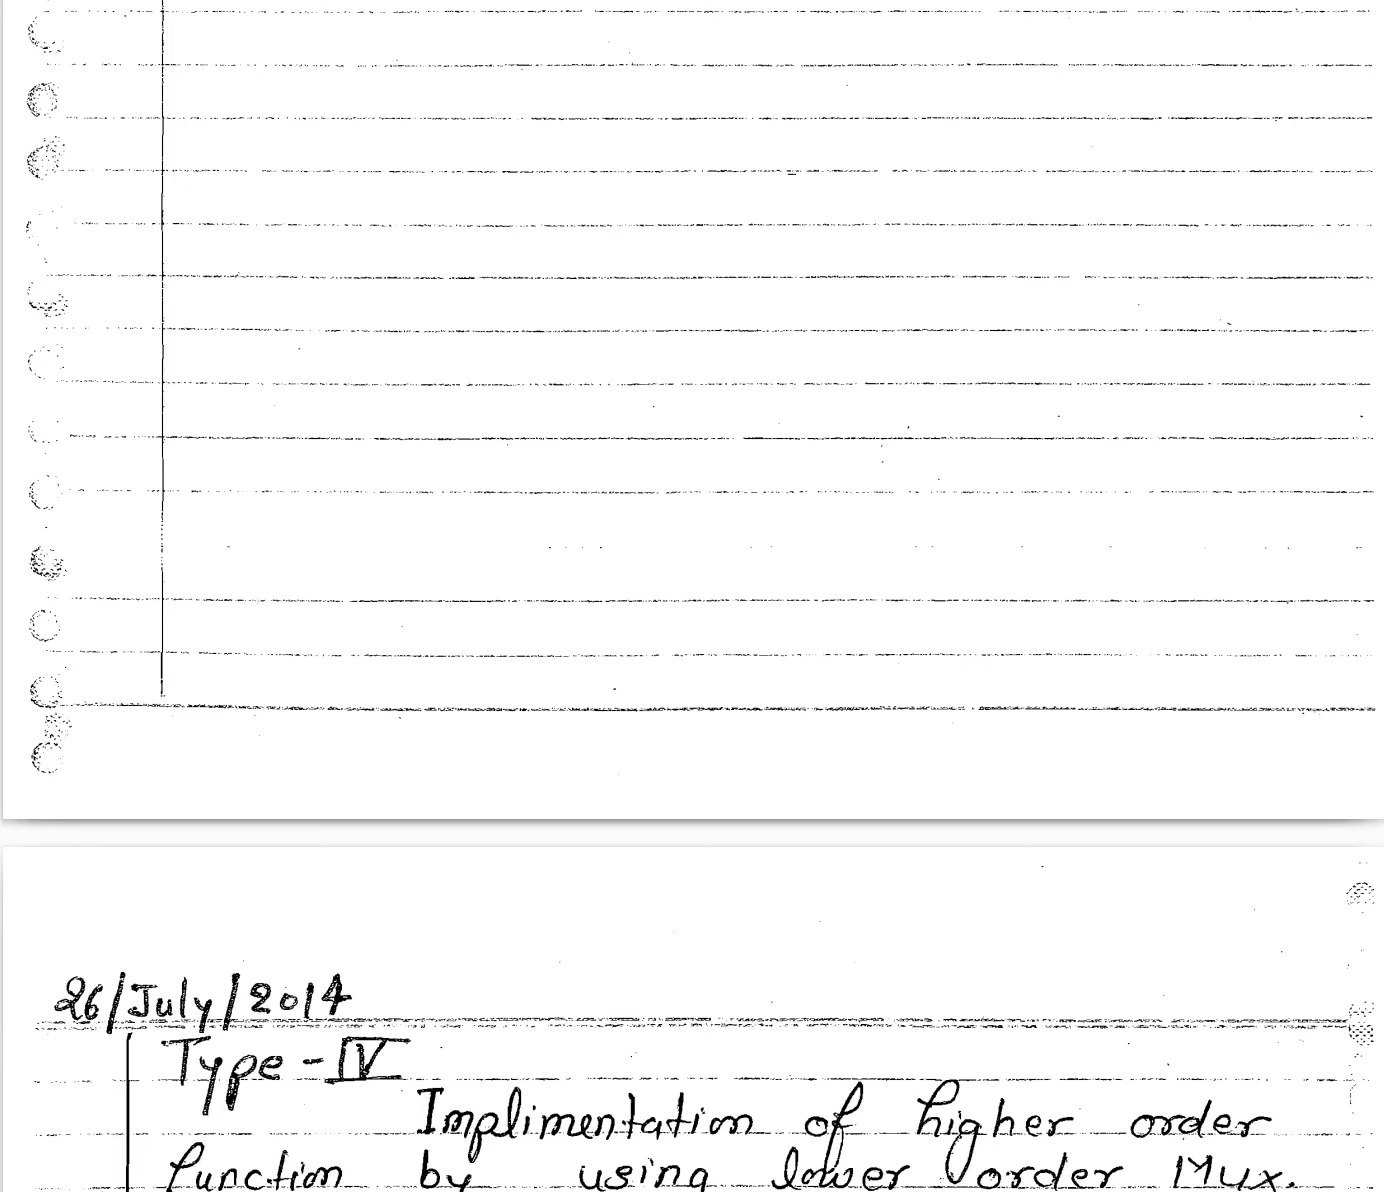 26/July/2014
Type-IV
Implimentation of higher order
function by using lower order Mux.